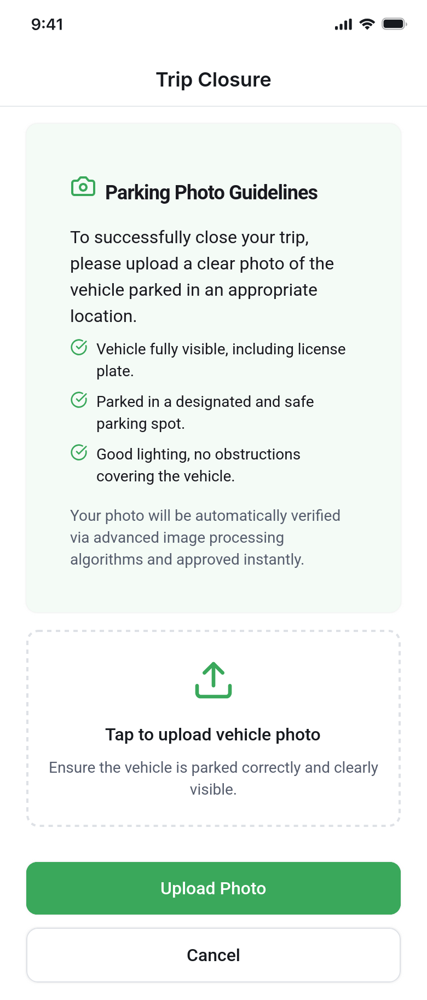 9:41
Trip Closure
Parking Photo Guidelines
To successfully close your trip,
please upload a clear photo of the
vehicle parked in an appropriate
location.
Vehicle fully visible, including license
plate.
Parked in a designated and safe
parking spot.
Good lighting, no obstructions
covering the vehicle.
Your photo will be automatically verified
via advanced image processing
algorithms and approved instantly.
Tap to upload vehicle photo
Ensure the vehicle is parked correctly and clearly
visible.
Upload Photo
Cancel